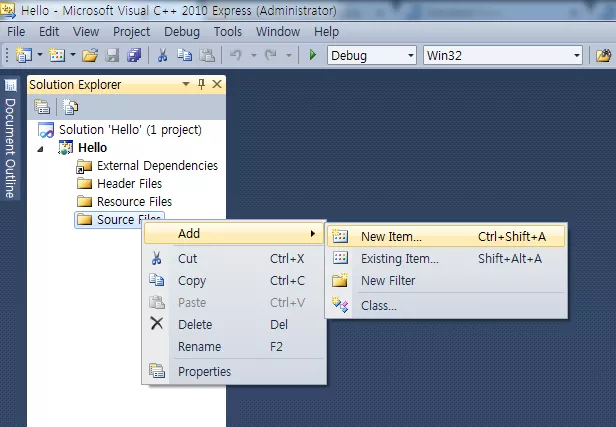 Hello - Microsoft Visual C++ 2010 Express (Administrator)
File Edit View Project Debug Tools Window Help
Debug Win32
Document Outline
Solution Explorer
Solution 'Hello' (1 project)
Hello
External Dependencies
Header Files
Resource Files
Source Files
Add
Cut Ctrl+X
Copy Ctrl+C
Paste Ctrl+V
Delete Del
Rename F2
Properties
New Item... Ctrl+Shift+A
Existing Item... Shift+Alt+A
New Filter
Class...